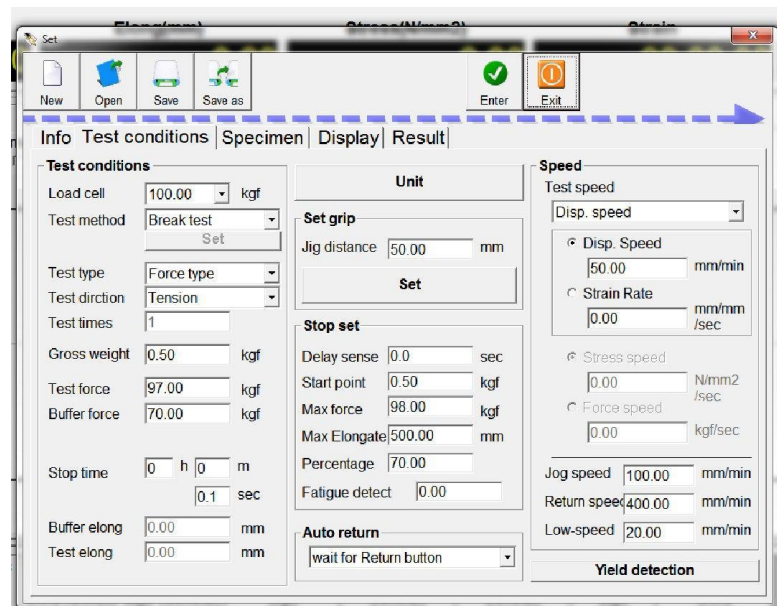 Elong(mm) Stress(N/mm2) Strain
Set
New Open Save Save as Enter Exit
Info Test conditions Specimen Display Result
Test conditions
Load cell 100.00 kgf
Test method Break test
Set
Test type Force type
Test dirction Tension
Test times 1
Gross weight 0.50 kgf
Test force 97.00 kgf
Buffer force 70.00 kgf
Stop time 0 h 0 m
0.1 sec
Buffer elong 0.00 mm
Test elong 0.00 mm
Unit
Set grip
Jig distance 50.00 mm
Set
Stop set
Delay sense 0.0 sec
Start point 0.50 kgf
Max force 98.00 kgf
Max Elongate 500.00 mm
Percentage 70.00
Fatigue detect 0.00
Auto return
wait for Return button
Speed
Test speed
Disp. speed
Disp. Speed
50.00 mm/min
Strain Rate
0.00 mm/mm
/sec
Stress speed
0.00 N/mm2
/sec
Force speed
0.00 kgf/sec
Jog speed 100.00 mm/min
Return speed 400.00 mm/min
Low-speed 20.00 mm/min
Yield detection